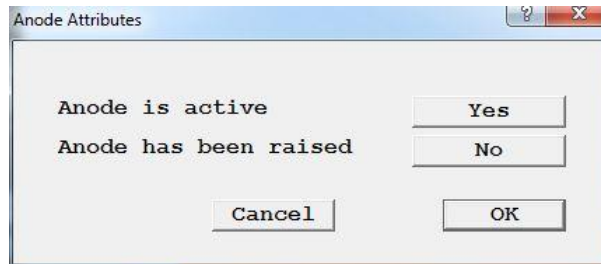 Anode Attributes
Anode is active Yes
Anode has been raised No
Cancel OK